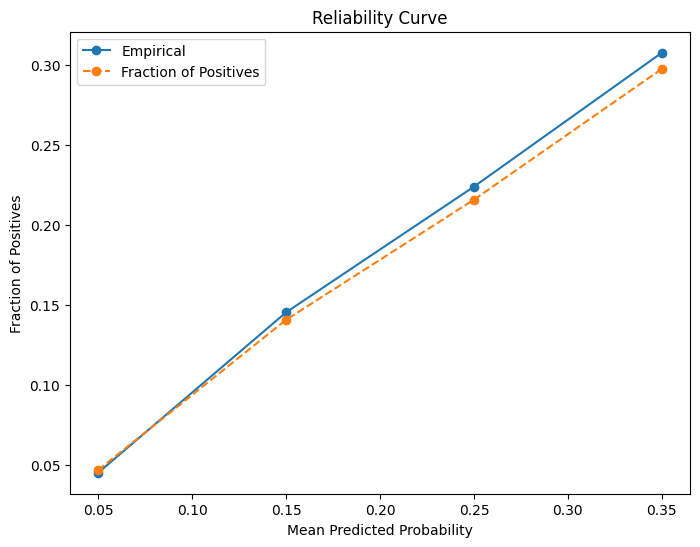 Reliability Curve
Empirical
Fraction of Positives
0.30
0.25
0.20
0.15
0.10
0.05
Fraction of Positives
0.05
0.10
0.15
0.20
0.25
0.30
0.35
Mean Predicted Probability